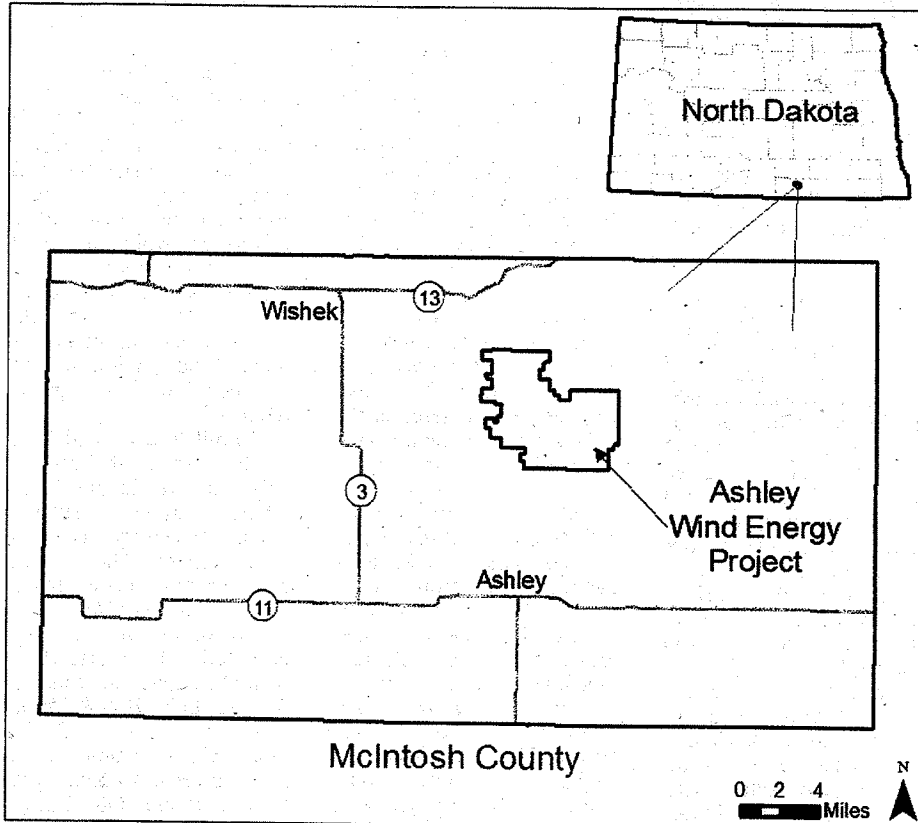 North Dakota
13
Wishek
3
Ashley
Wind Energy
Project
Ashley
11
McIntosh County
N
0 2 4
Miles